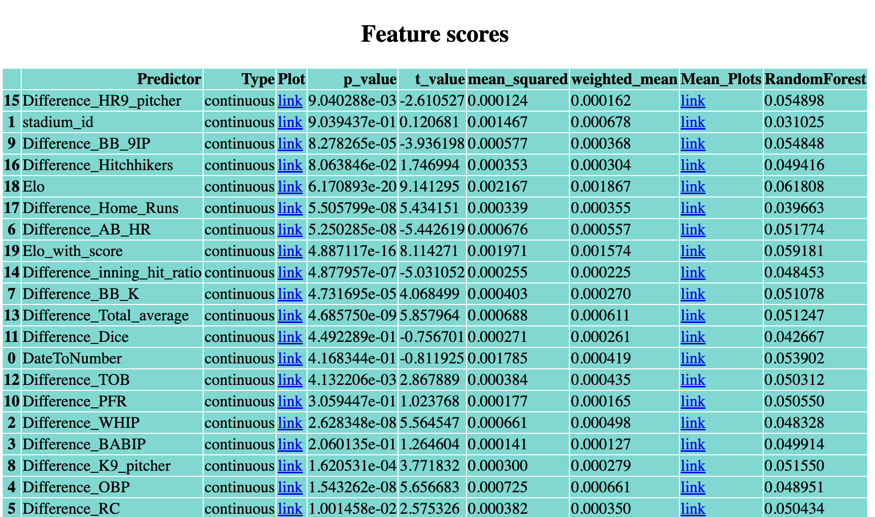 Feature scores
Predictor Type Plot p_value t_value mean_squared weighted_mean Mean_Plots RandomForest
15 Difference_HR9_pitcher continuous link 9.040288e-03 -2.610527 0.000124 0.000162 link 0.054898
1 stadium_id continuous link 9.039437e-01 0.120681 0.001467 0.000678 link 0.031025
9 Difference_BB_9IP continuous link 8.278265e-05 -3.936198 0.000577 0.000368 link 0.054848
16 Difference_Hitchhikers continuous link 8.063846e-02 1.746994 0.000353 0.000304 link 0.049416
18 Elo continuous link 6.170893e-20 9.141295 0.002167 0.001867 link 0.061808
17 Difference_Home_Runs continuous link 5.505799e-08 5.434151 0.000339 0.000355 link 0.039663
6 Difference_AB_HR continuous link 5.250285e-08 -5.442619 0.000676 0.000557 link 0.051774
19 Elo_with_score continuous link 4.887117e-16 8.114271 0.001971 0.001574 link 0.059181
14 Difference_inning_hit_ratio continuous link 4.877957e-07 -5.031052 0.000255 0.000225 link 0.048453
7 Difference_BB_K continuous link 4.731695e-05 4.068499 0.000403 0.000270 link 0.051078
13 Difference_Total_average continuous link 4.685750e-09 5.857964 0.000688 0.000611 link 0.051247
11 Difference_Dice continuous link 4.492289e-01 -0.756701 0.000271 0.000261 link 0.042667
0 DateToNumber continuous link 4.168344e-01 -0.811925 0.001785 0.000419 link 0.053902
12 Difference_TOB continuous link 4.132206e-03 2.867889 0.000384 0.000435 link 0.050312
10 Difference_PFR continuous link 3.059447e-01 1.023768 0.000177 0.000165 link 0.050550
2 Difference_WHIP continuous link 2.628348e-08 5.564547 0.000661 0.000498 link 0.048328
3 Difference_BABIP continuous link 2.060135e-01 1.264604 0.000141 0.000127 link 0.049914
8 Difference_K9_pitcher continuous link 1.620531e-04 3.771832 0.000300 0.000279 link 0.051550
4 Difference_OBP continuous link 1.543262e-08 5.656683 0.000725 0.000661 link 0.048951
5 Difference_RC continuous link 1.001458e-02 2.575326 0.000382 0.000350 link 0.050434